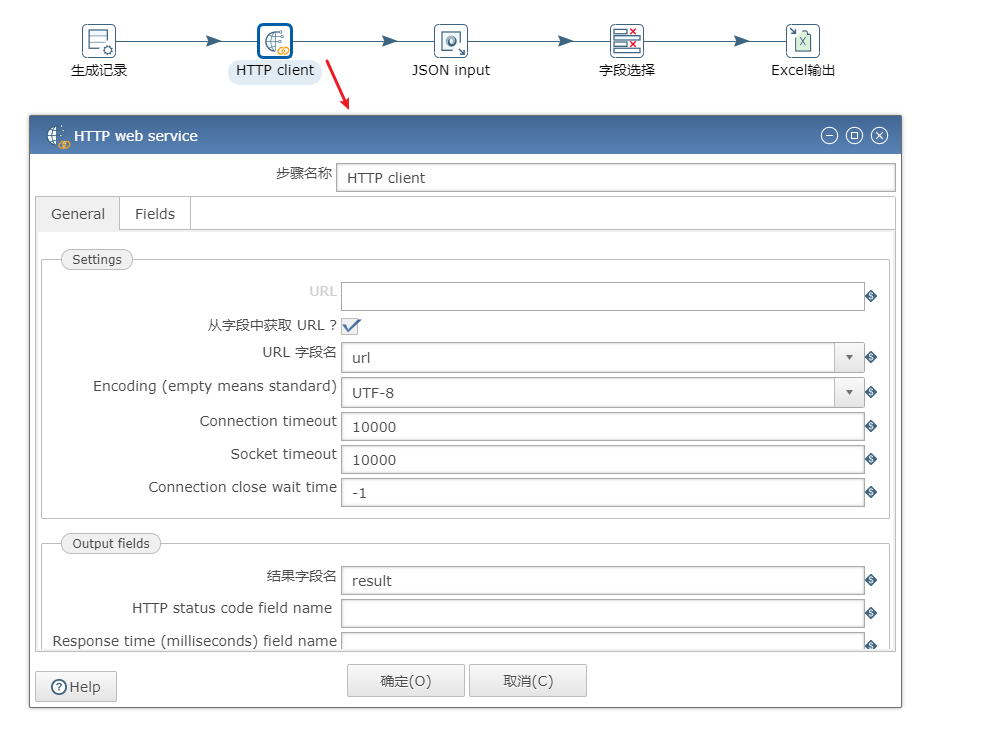 生成记录
HTTP client
JSON input
字段选择
Excel输出
HTTP web service
步骤名称
HTTP client
General
Fields
Settings
URL
从字段中获取 URL ?
URL 字段名
url
Encoding (empty means standard)
UTF-8
Connection timeout
10000
Socket timeout
10000
Connection close wait time
-1
Output fields
结果字段名
result
HTTP status code field name
Response time (milliseconds) field name
Help
确定(O)
取消(C)